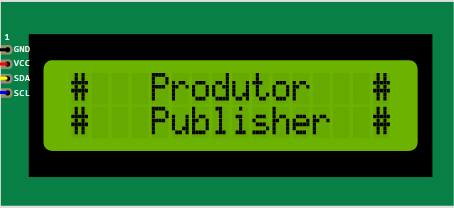 1
GND
VCC
SDA
SCL
#   Produtor   #
#   Publisher  #